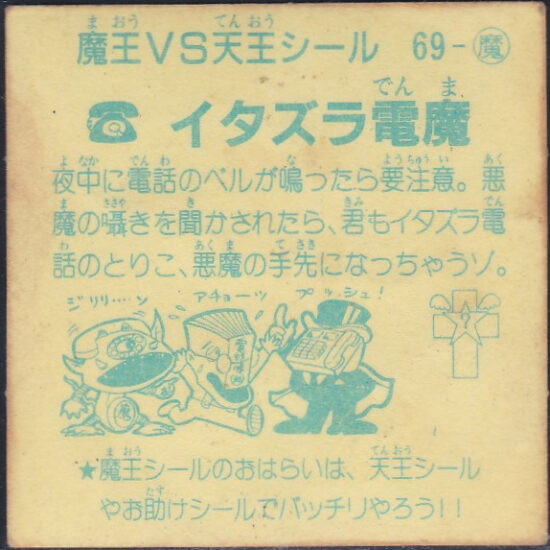 魔王VS天王シール 69-魔
☎イタズラ電魔
夜中に電話のベルが鳴ったら要注意。悪
魔の囁きを聞かされたら、君もイタズラ電
話のとりこ、悪魔の手先になっちゃうゾ。
ジリリ…ン アチョーッ プッシュ!
魔
★魔王シールのおはらいは、天王シール
やお助けシールでバッチリやろう!!